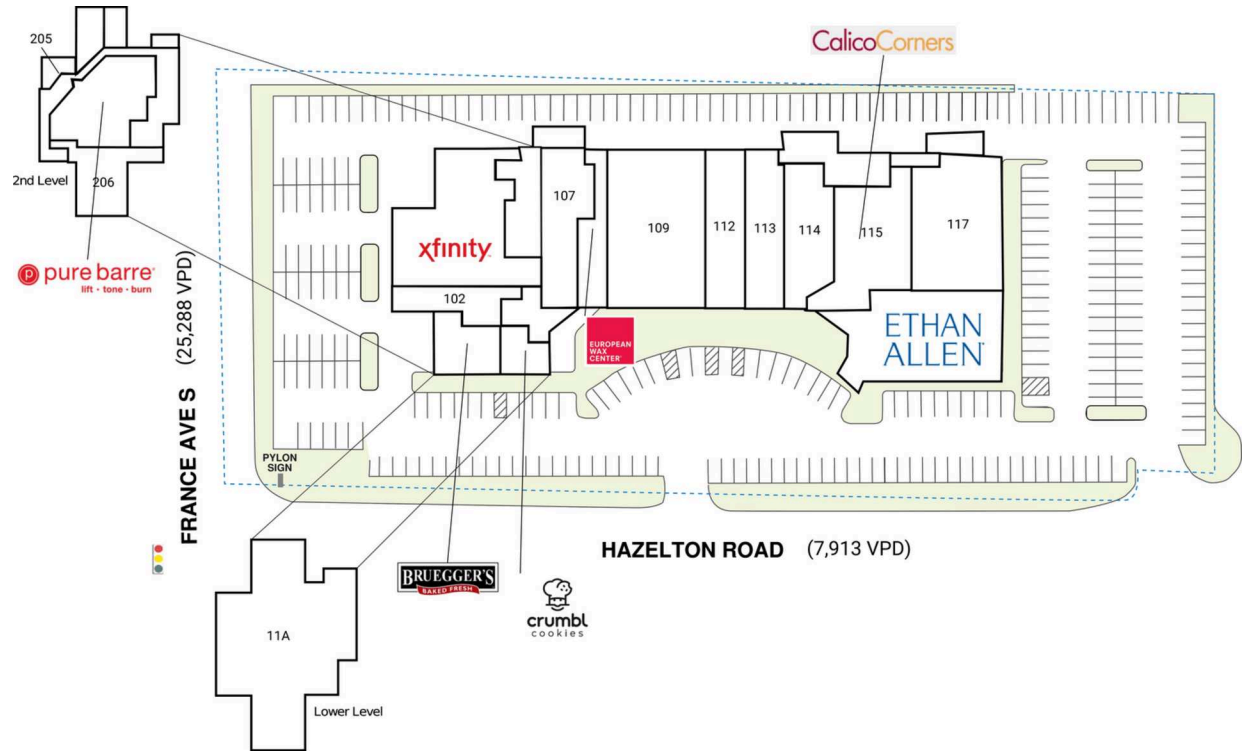 205
2nd Level
206
pure barre
lift • tone • burn
CalicoCorners
xfinity
102
107
109
112
113
114
115
117
EUROPEAN
WAX
CENTER
ETHAN
ALLEN
FRANCE AVE S (25,288 VPD)
PYLON
SIGN
HAZELTON ROAD (7,913 VPD)
BRUEGGER'S
BAKED FRESH
crumbl
cookies
11A
Lower Level